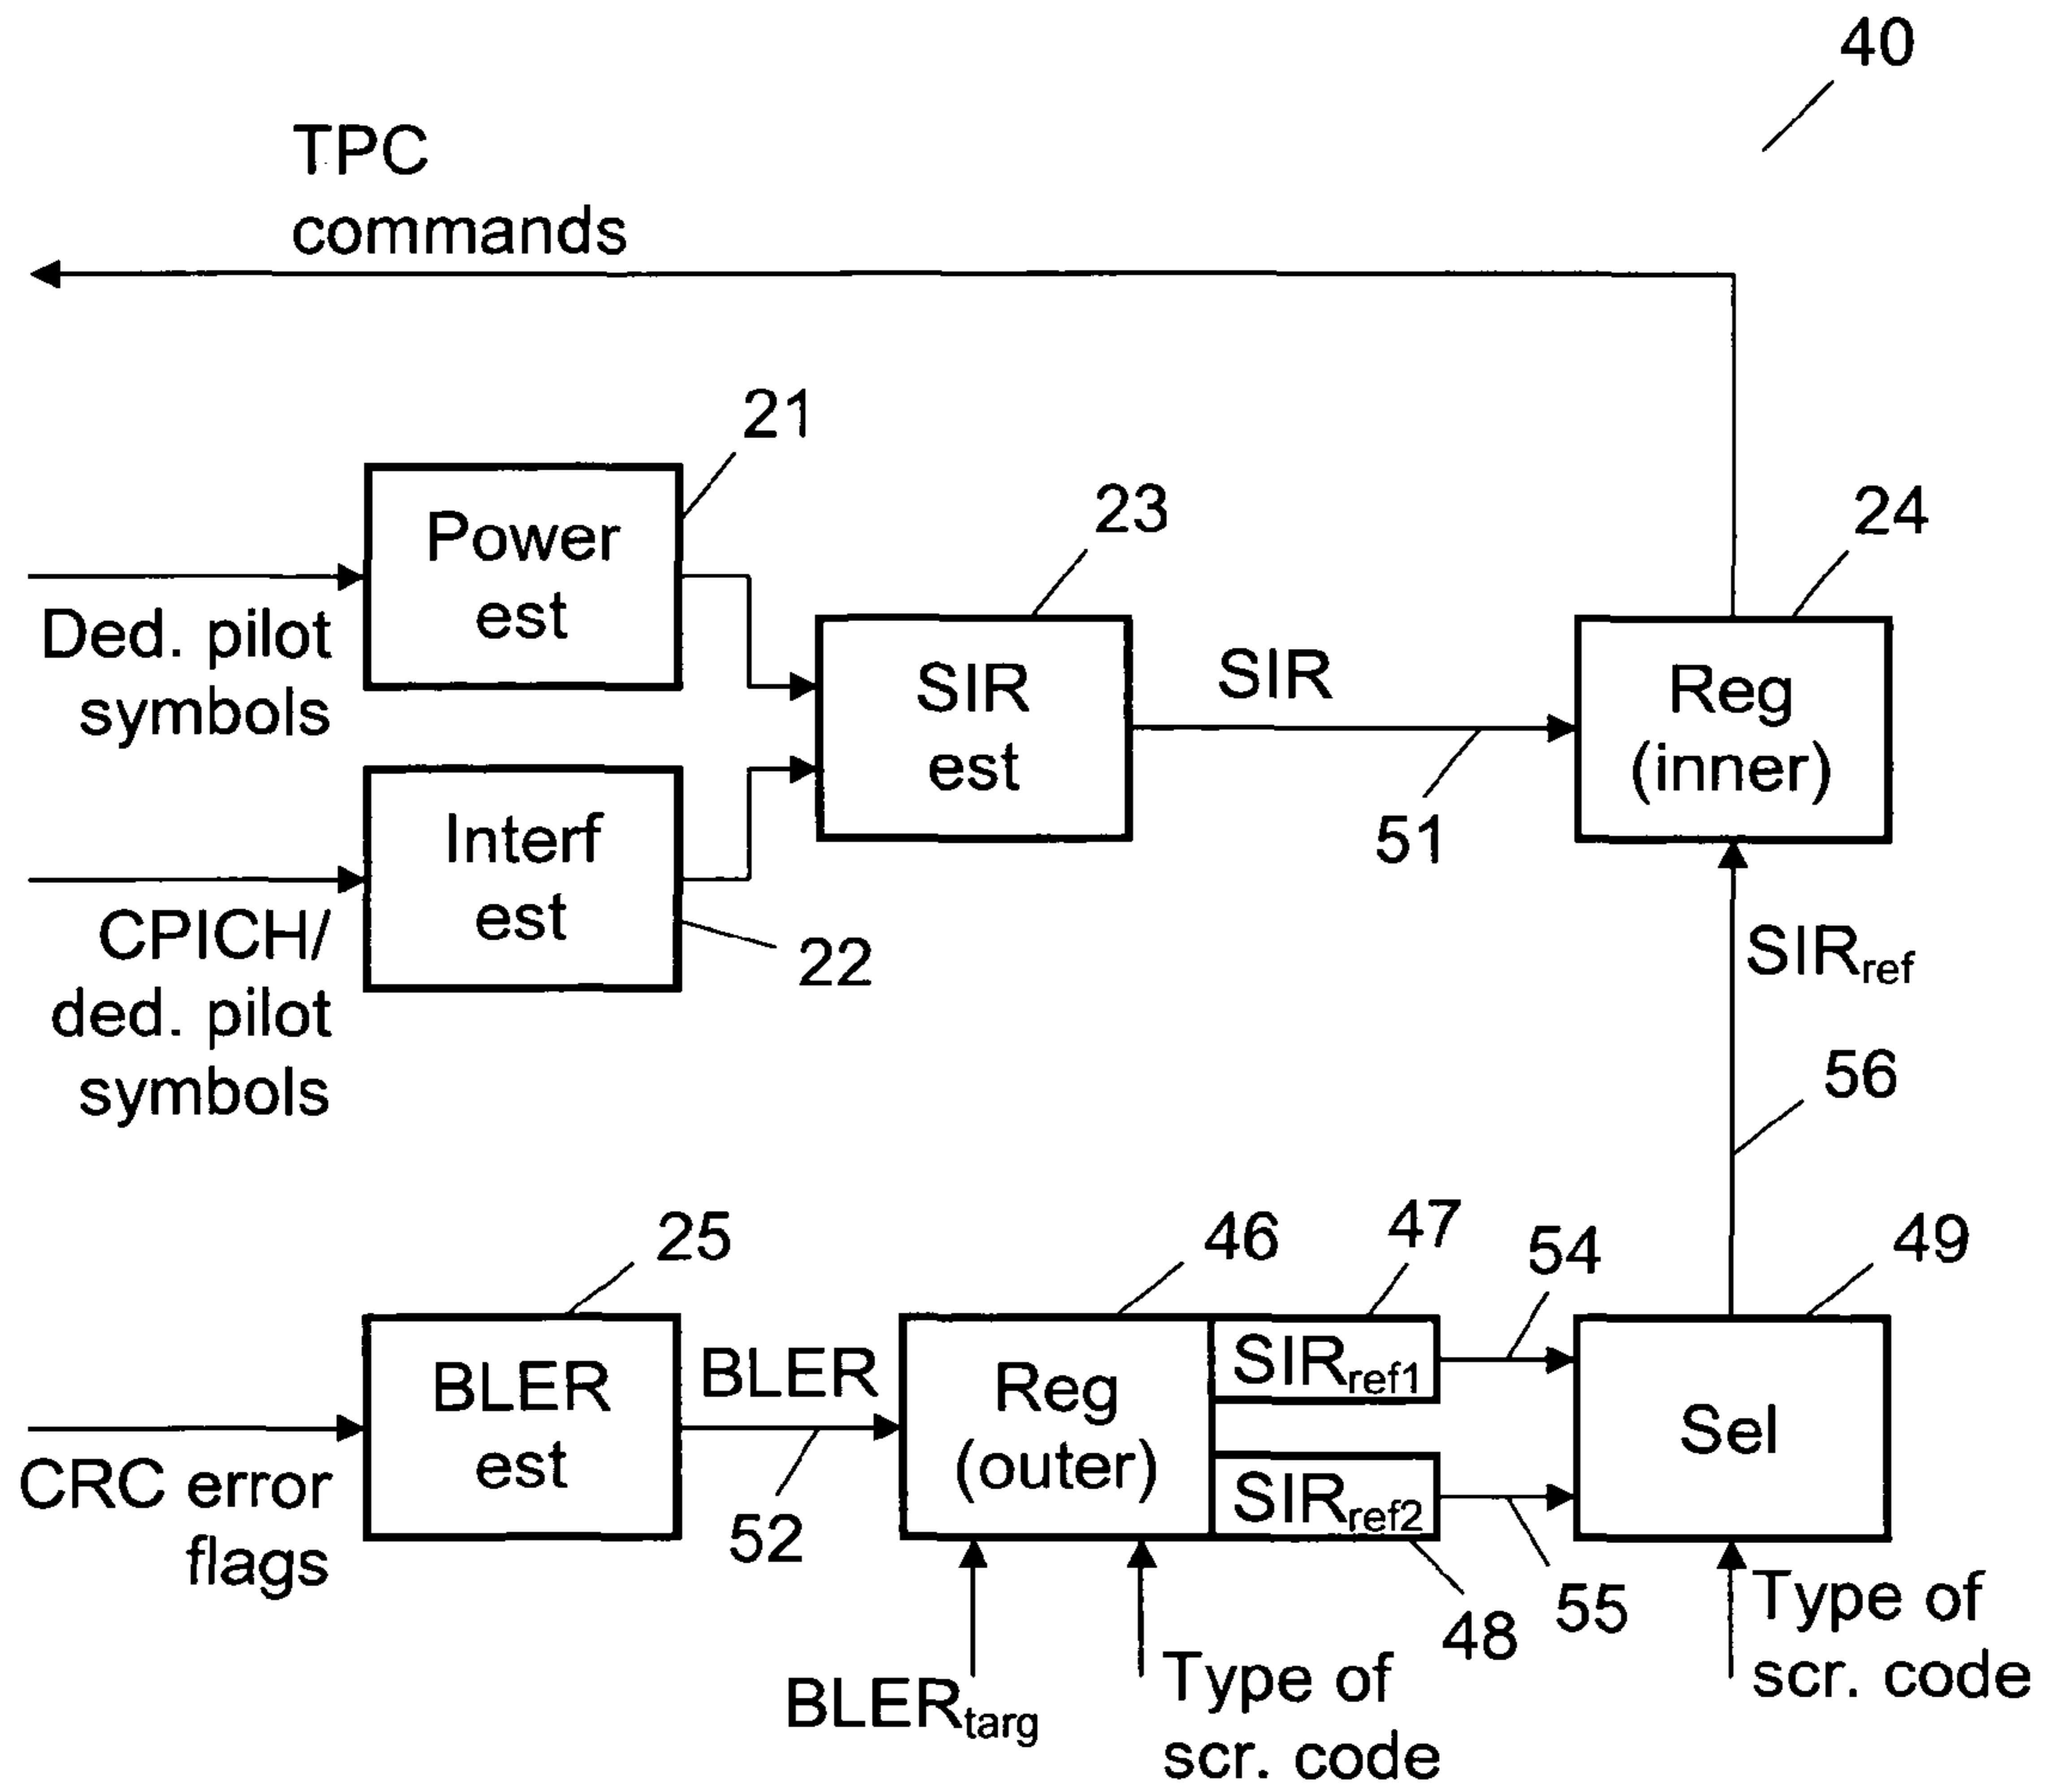 40
TPC
commands
21
Power
est
Ded. pilot
symbols
23
SIR
est
SIR
51
24
Reg
(inner)
Interf
est
22
CPICH/
ded. pilot
symbols
SIRref
56
25
BLER
est
CRC error
flags
BLER
52
46
Reg
(outer)
47
SIRref1
54
SIRref2
48
55
49
Sel
BLERtarg
Type of
scr. code
Type of
scr. code